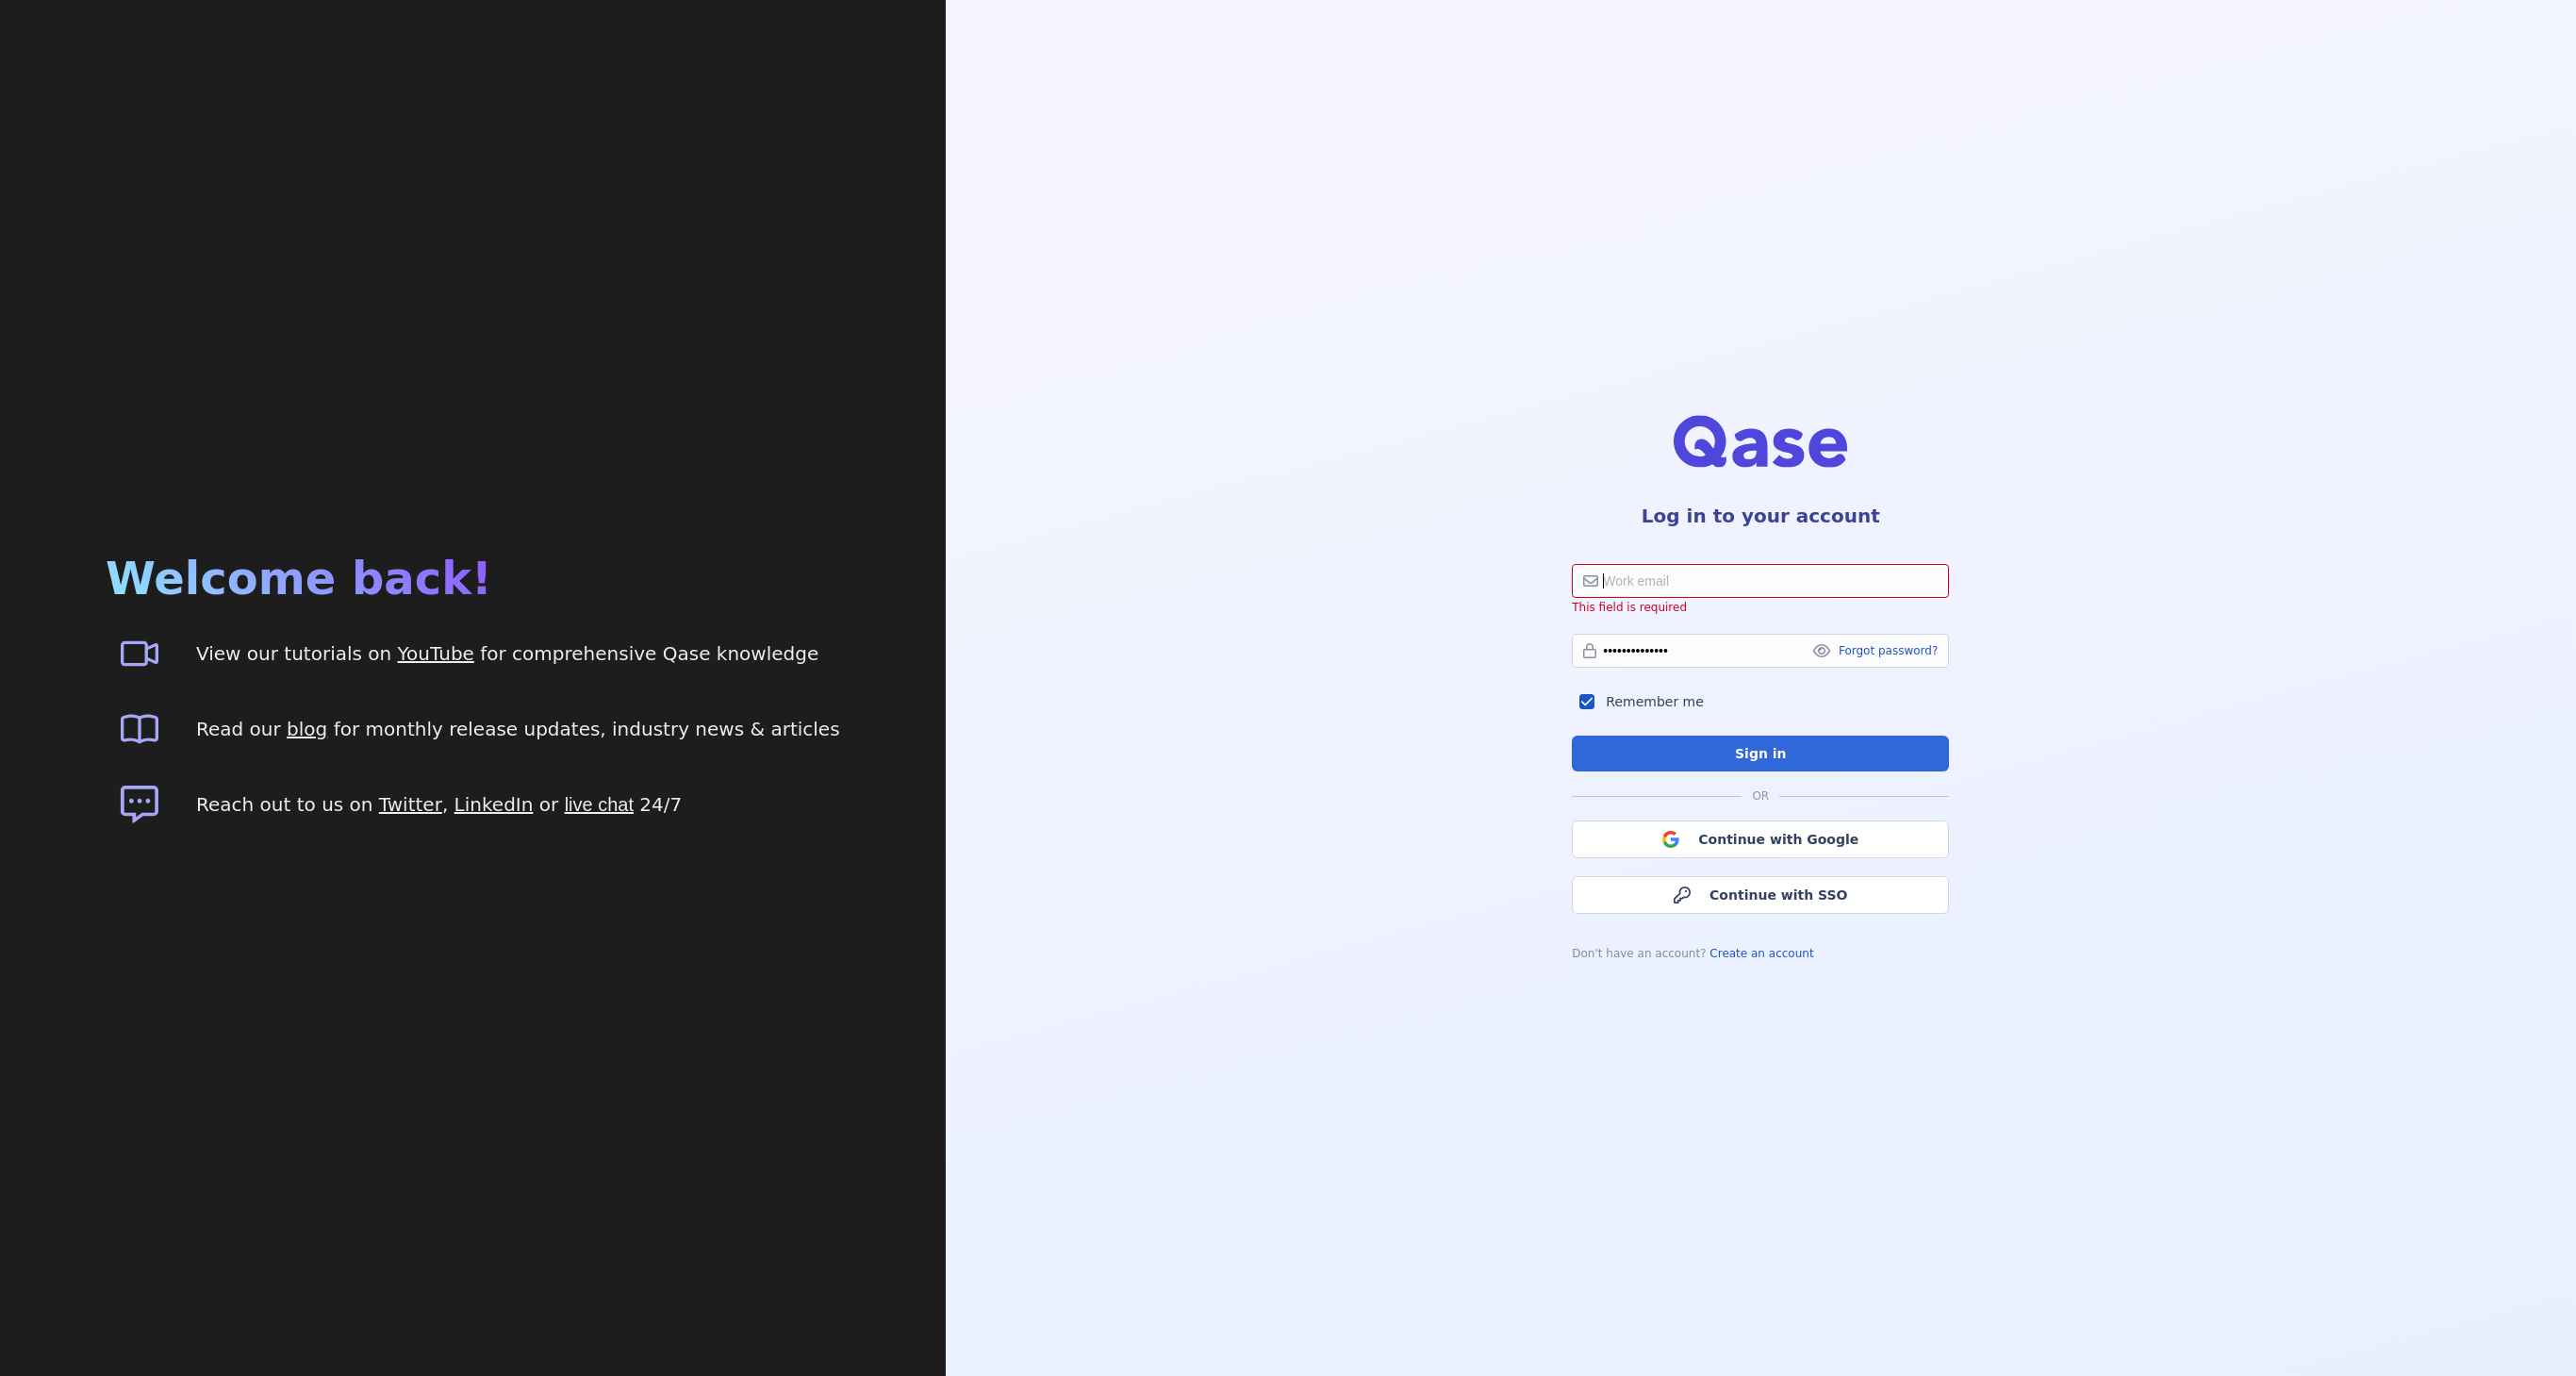 Welcome back!
View our tutorials on YouTube for comprehensive Qase knowledge
Read our blog for monthly release updates, industry news & articles
Reach out to us on Twitter, LinkedIn or live chat 24/7
Qase
Log in to your account
Work email
This field is required
••••••••••••••
Forgot password?
Remember me
Sign in
OR
Continue with Google
Continue with SSO
Don't have an account? Create an account